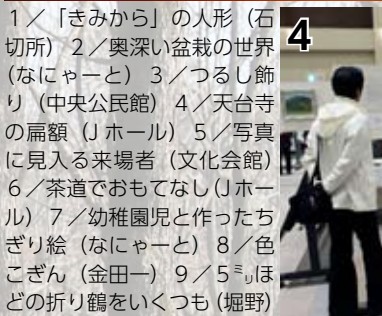 1／「きみから」の人形（石
切所）２／奥深い盆栽の世界
（なにゃーと）３／つるし飾
り（中央公民館）４／天台寺
の扁額（Ｊホール）５／写真
に見入る来場者（文化会館）
６／茶道でおもてなし（Ｊホー
ル）７／幼稚園児と作ったち
ぎり絵（なにゃーと）８／色
こぎん（金田一）９／５㍉ほ
どの折り鶴をいくつも（堀野）
4